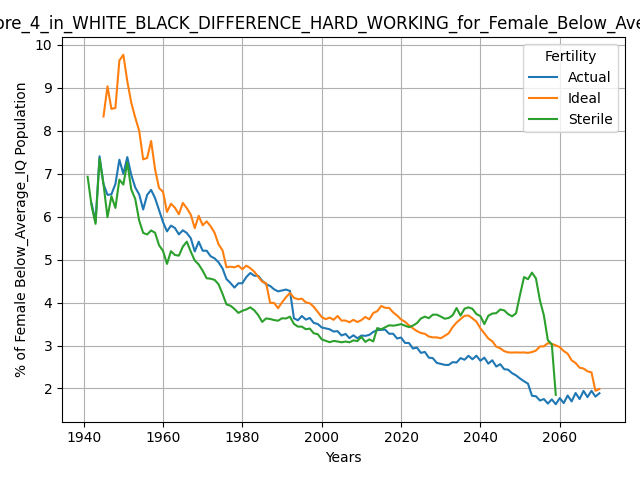 ore_4_in_WHITE_BLACK_DIFFERENCE_HARD_WORKING_for_Female_Below_Ave
Fertility
Actual
Ideal
Sterile
% of Female Below_Average_IQ Population
10
9
8
7
6
5
4
3
2
1940 1960 1980 2000 2020 2040 2060
Years